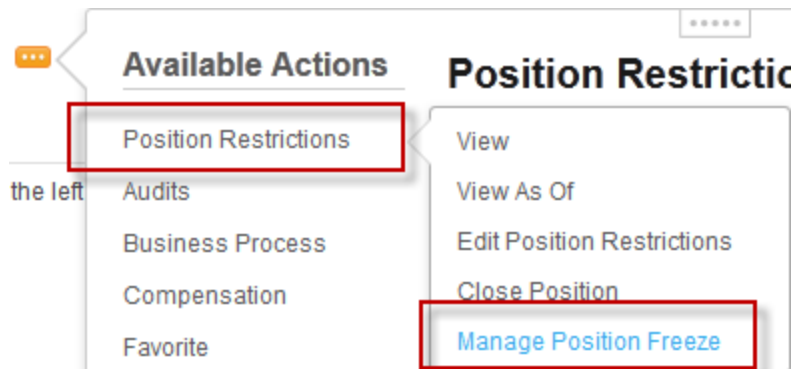 Available Actions
Position Restrictio
Position Restrictions
View
the left
Audits
View As Of
Business Process
Edit Position Restrictions
Compensation
Close Position
Favorite
Manage Position Freeze